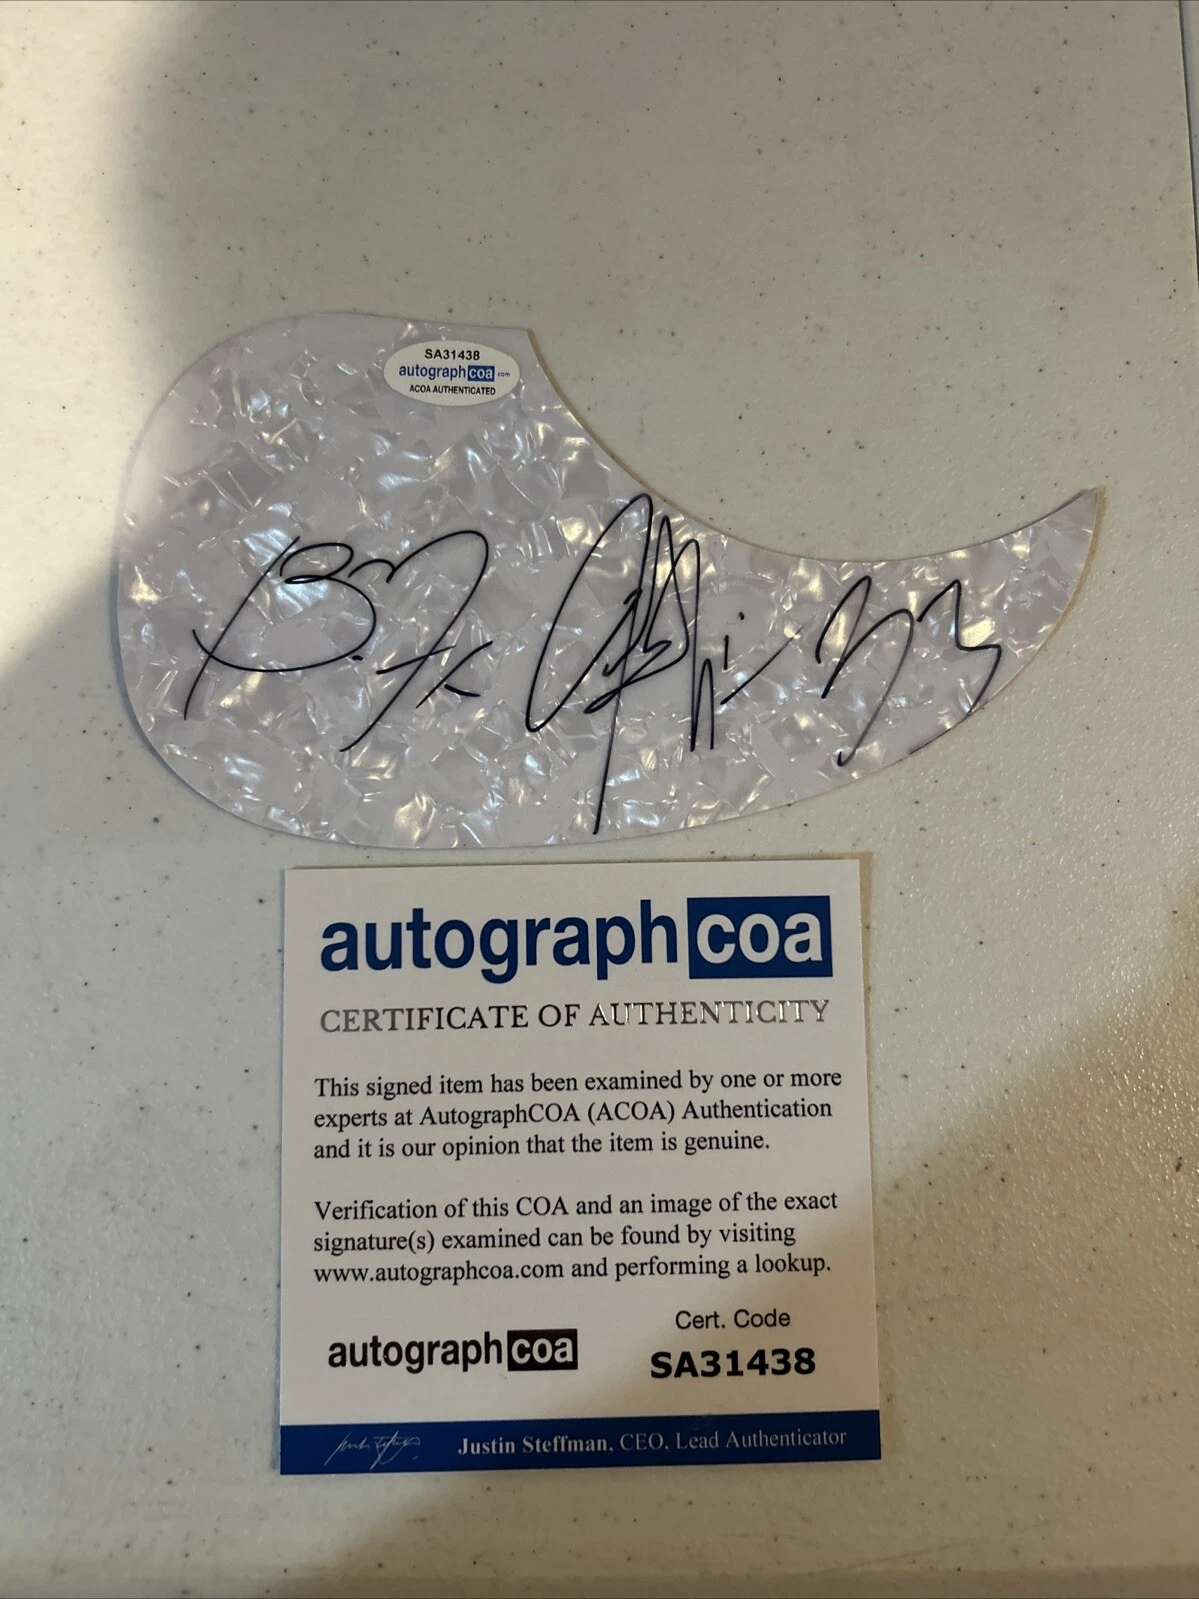 SA31438
autographcoa.com
ACOA AUTHENTICATED
autographcoa
CERTIFICATE OF AUTHENTICITY
This signed item has been examined by one or more
experts at AutographCOA (ACOA) Authentication
and it is our opinion that the item is genuine.
Verification of this COA and an image of the exact
signature(s) examined can be found by visiting
www.autographcoa.com and performing a lookup.
Cert. Code
autographcoa
SA31438
Justin Steffman, CEO, Lead Authenticator